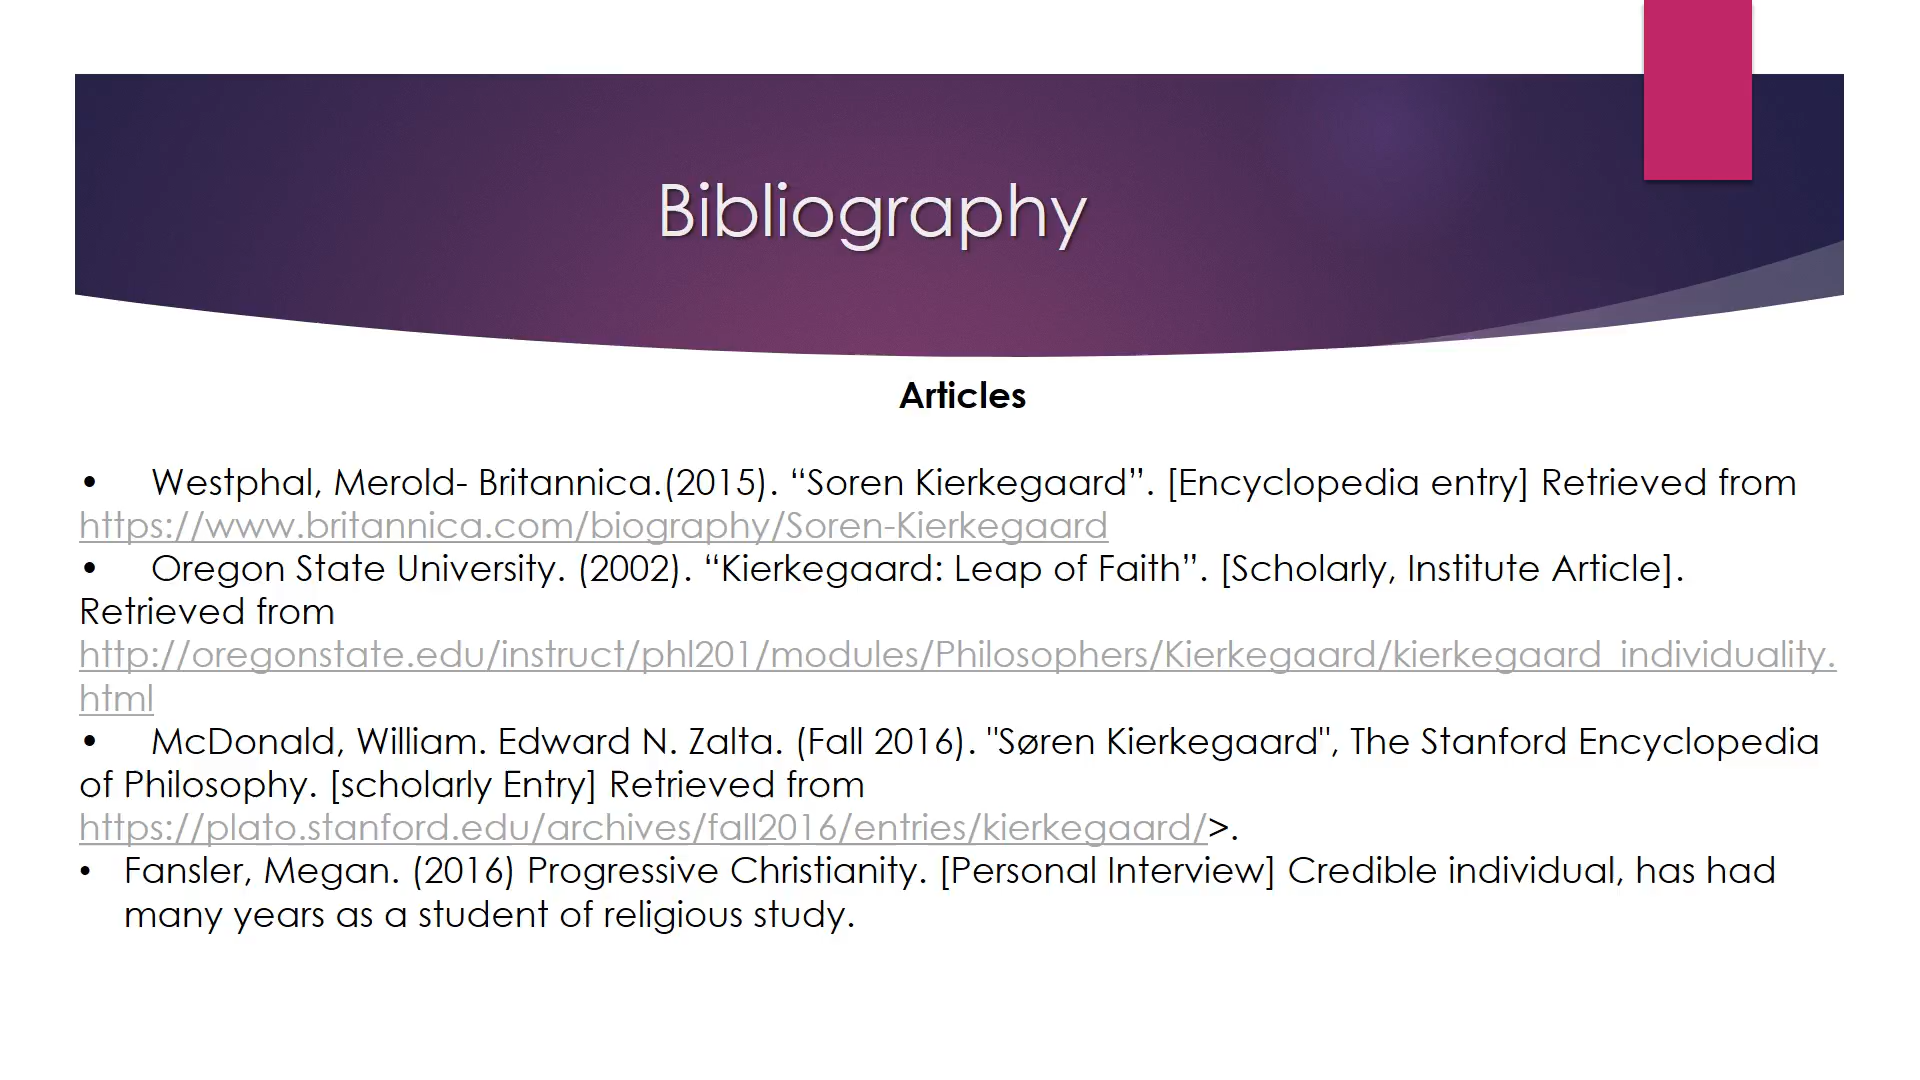 Bibliography
Articles
• Westphal, Merold- Britannica.(2015). “Soren Kierkegaard”. [Encyclopedia entry] Retrieved from
https://www.britannica.com/biography/Soren-Kierkegaard
• Oregon State University. (2002). “Kierkegaard: Leap of Faith”. [Scholarly, Institute Article].
Retrieved from
http://oregonstate.edu/instruct/phl201/modules/Philosophers/Kierkegaard/kierkegaard_individuality.
html
• McDonald, William. Edward N. Zalta. (Fall 2016). "Søren Kierkegaard", The Stanford Encyclopedia
of Philosophy. [scholarly Entry] Retrieved from
https://plato.stanford.edu/archives/fall2016/entries/kierkegaard/>.
• Fansler, Megan. (2016) Progressive Christianity. [Personal Interview] Credible individual, has had
many years as a student of religious study.